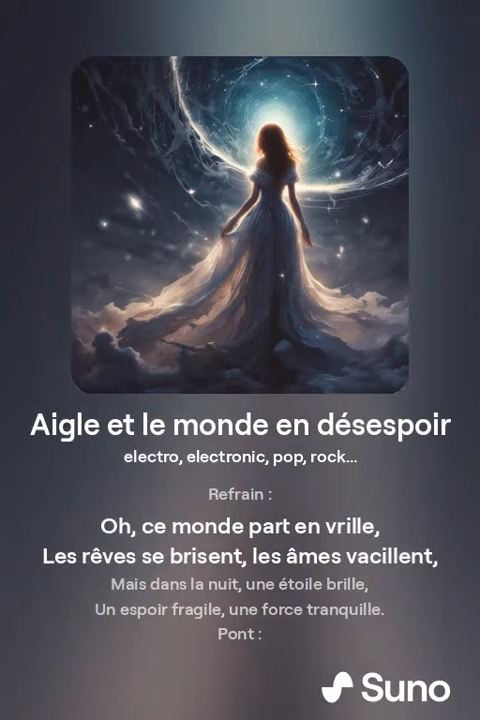 Aigle et le monde en désespoir
electro, electronic, pop, rock...
Refrain :
Oh, ce monde part en vrille,
Les rêves se brisent, les âmes vacillent,
Mais dans la nuit, une étoile brille,
Un espoir fragile, une force tranquille.
Pont :
Suno